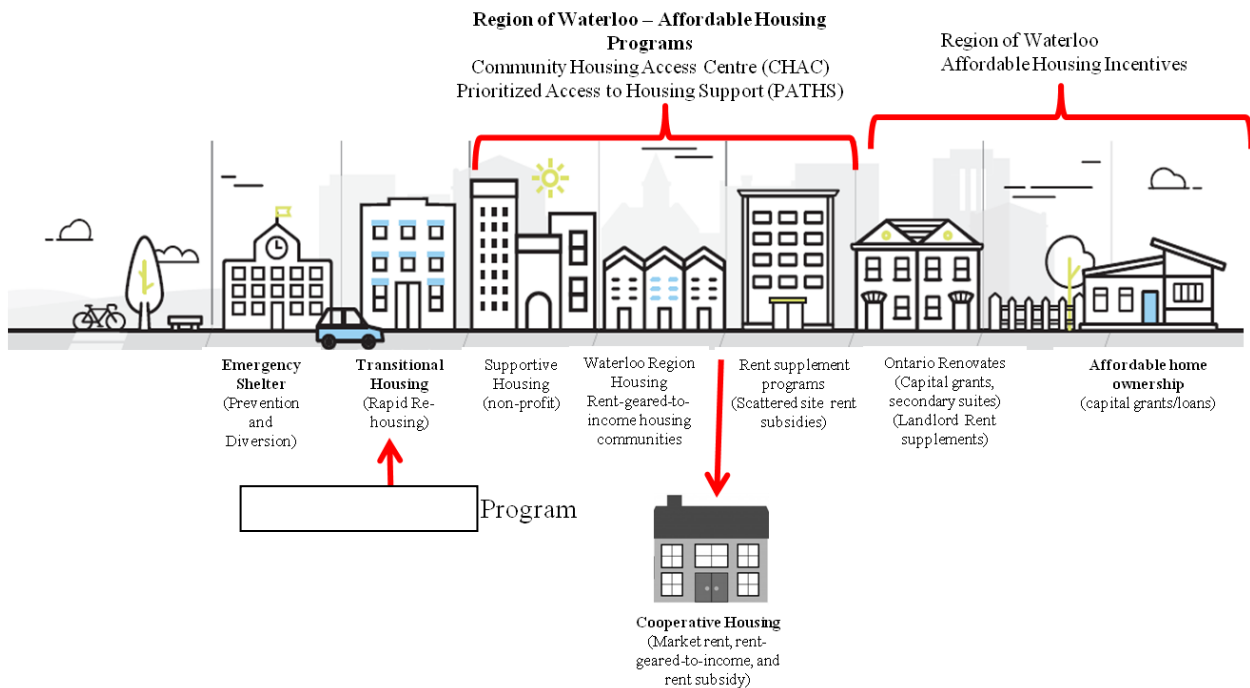 Region of Waterloo – Affordable Housing
Programs
Community Housing Access Centre (CHAC)
Prioritized Access to Housing Support (PATHS)
Region of Waterloo
Affordable Housing Incentives
Emergency
Shelter
(Prevention
and
Diversion)
Transitional
Housing
(Rapid Re-
housing)
Supportive
Housing
(non-profit)
Waterloo Region
Housing
Rent-geared-to-
income housing
communities
Rent supplement
programs
(Scattered site rent
subsidies)
Ontario Renovates
(Capital grants,
secondary suites)
(Landlord Rent
supplements)
Affordable home
ownership
(capital grants/loans)
Program
Cooperative Housing
(Market rent, rent-
geared-to-income, and
rent subsidy)